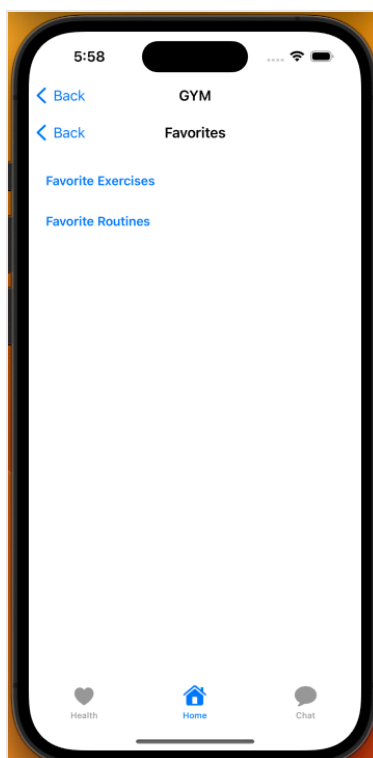 5:58
Back GYM
Back Favorites
Favorite Exercises
Favorite Routines
Health Home Chat